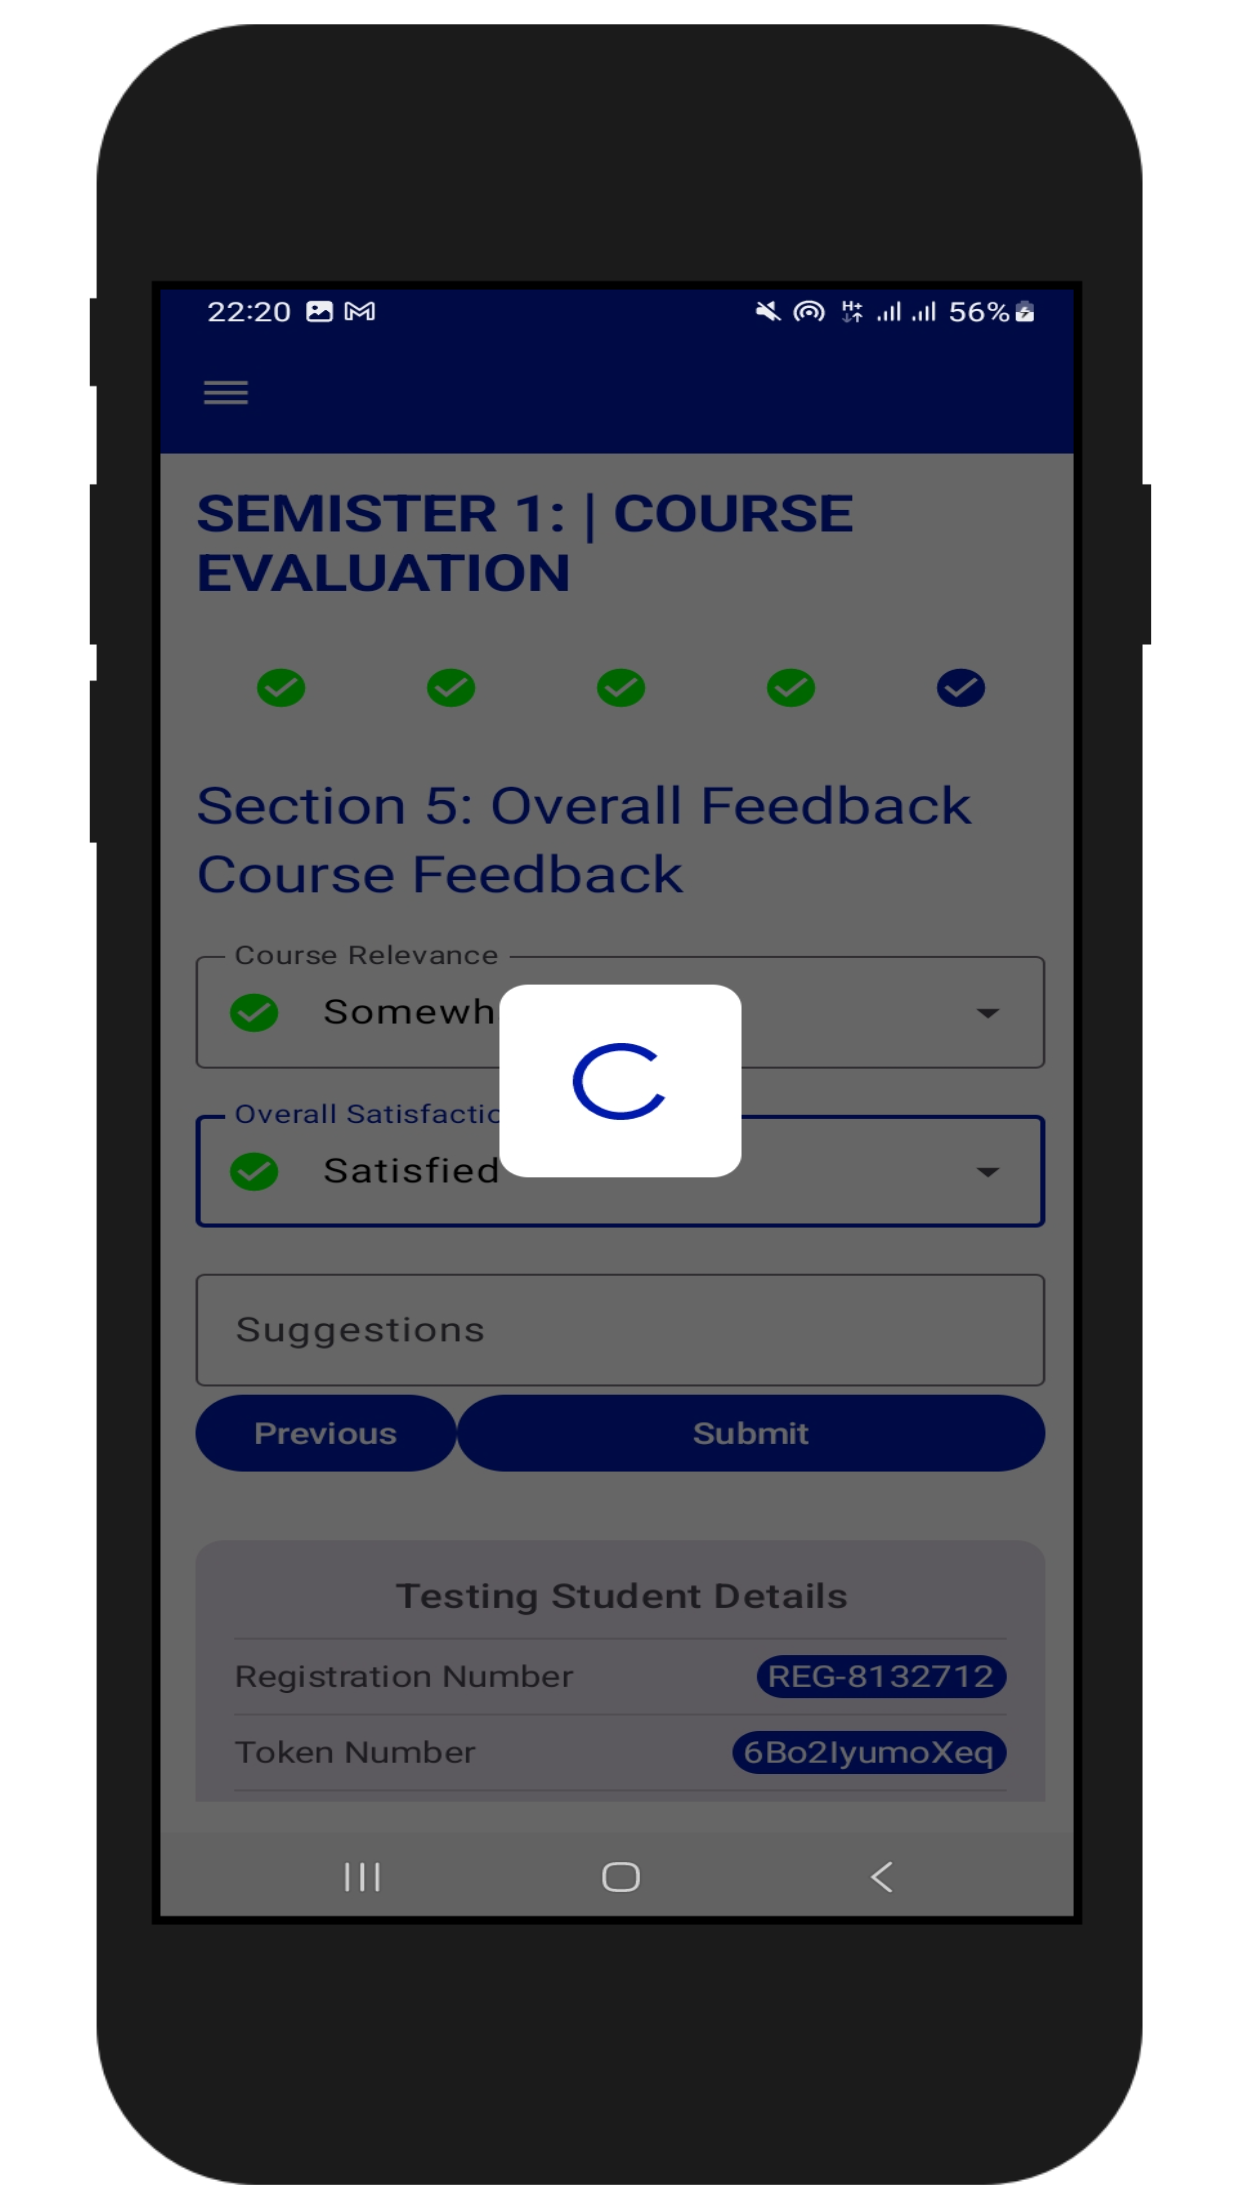 22:20 56%
SEMISTER 1: | COURSE
EVALUATION
Section 5: Overall Feedback
Course Feedback
Course Relevance
Somewh
Overall Satisfactio
Satisfied
Suggestions
Previous Submit
Testing Student Details
Registration Number REG-8132712
Token Number 6Bo2IyumoXeq